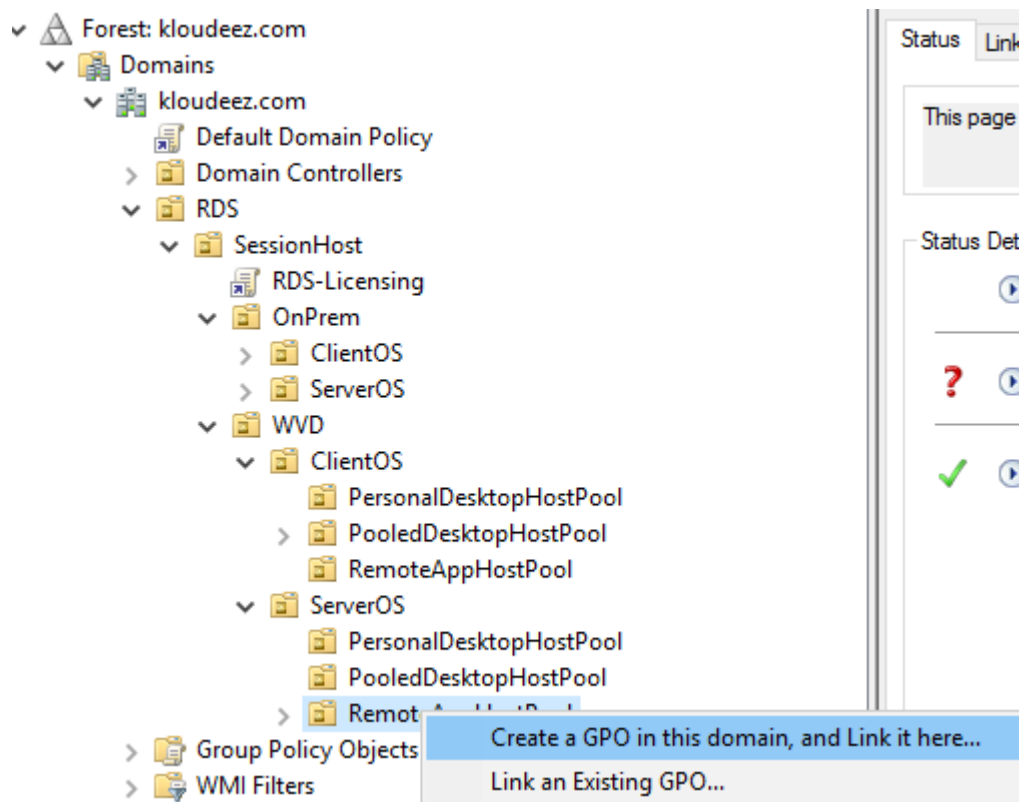 Forest: kloudeez.com
Domains
kloudeez.com
Default Domain Policy
Domain Controllers
RDS
SessionHost
RDS-Licensing
OnPrem
ClientOS
ServerOS
WVD
ClientOS
PersonalDesktopHostPool
PooledDesktopHostPool
RemoteAppHostPool
ServerOS
PersonalDesktopHostPool
PooledDesktopHostPool
Group Policy Objects
WMI Filters
Create a GPO in this domain, and Link it here...
Link an Existing GPO...
Status
Link
This page
Status Det